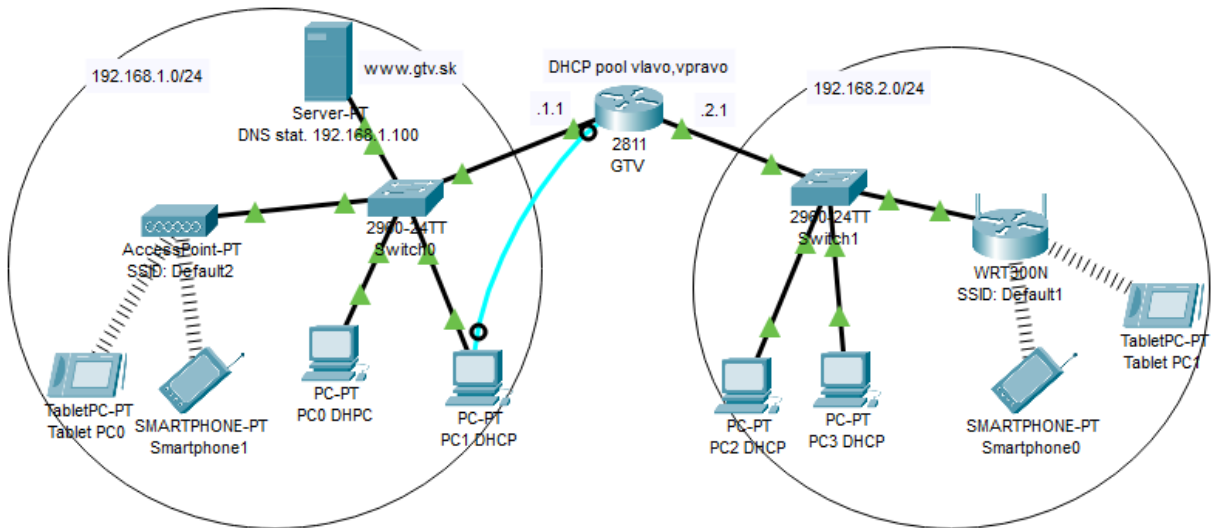 192.168.1.0/24
www.gtv.sk
Server-PT
DNS stat. 192.168.1.100
DHCP pool vlavo,vpravo
.1.1
.2.1
2811
GTV
192.168.2.0/24
AccessPoint-PT
SSID: Default2
2960-24TT
Switch0
2960-24TT
Switch1
WRT300N
SSID: Default1
TabletPC-PT
Tablet PC0
SMARTPHONE-PT
Smartphone1
PC-PT
PC0 DHPC
PC-PT
PC1 DHCP
PC-PT
PC2 DHCP
PC-PT
PC3 DHCP
SMARTPHONE-PT
Smartphone0
TabletPC-PT
Tablet PC1